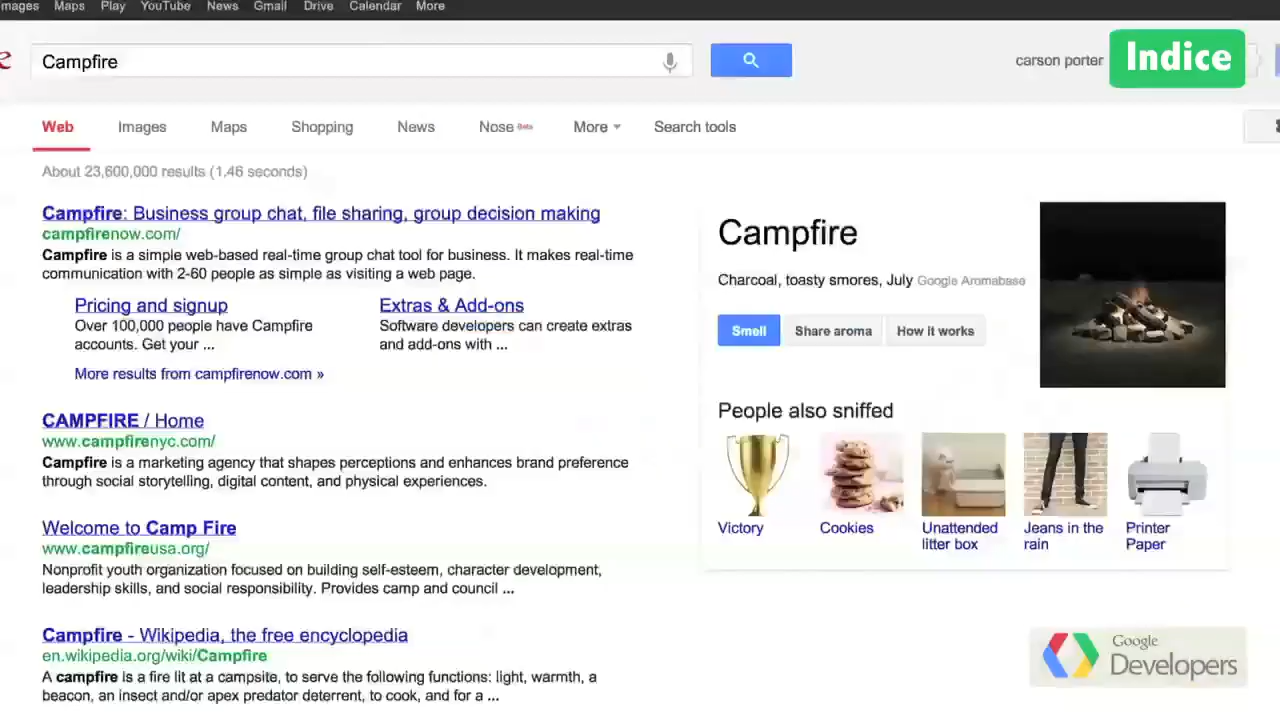 Images Maps Play YouTube News Gmail Drive Calendar More
Campfire
carson porter
Indice
Web Images Maps Shopping News Nose Beta More Search tools
About 23,600,000 results (1.46 seconds)
Campfire: Business group chat, file sharing, group decision making
campfirenow.com/
Campfire is a simple web-based real-time group chat tool for business. It makes real-time
communication with 2-60 people as simple as visiting a web page.
Pricing and signup
Over 100,000 people have Campfire
accounts. Get your ...
Extras & Add-ons
Software developers can create extras
and add-ons with ...
More results from campfirenow.com »
CAMPFIRE / Home
www.campfirenyc.com/
Campfire is a marketing agency that shapes perceptions and enhances brand preference
through social storytelling, digital content, and physical experiences.
Welcome to Camp Fire
www.campfireusa.org/
Nonprofit youth organization focused on building self-esteem, character development,
leadership skills, and social responsibility. Provides camp and council ...
Campfire - Wikipedia, the free encyclopedia
en.wikipedia.org/wiki/Campfire
A campfire is a fire lit at a campsite, to serve the following functions: light, warmth, a
beacon, an insect and/or apex predator deterrent, to cook, and for a ...
Campfire
Charcoal, toasty smores, July Google Aromabase
Smell Share aroma How it works
People also sniffed
Victory
Cookies
Unattended
litter box
Jeans in the
rain
Printer
Paper
Google
Developers